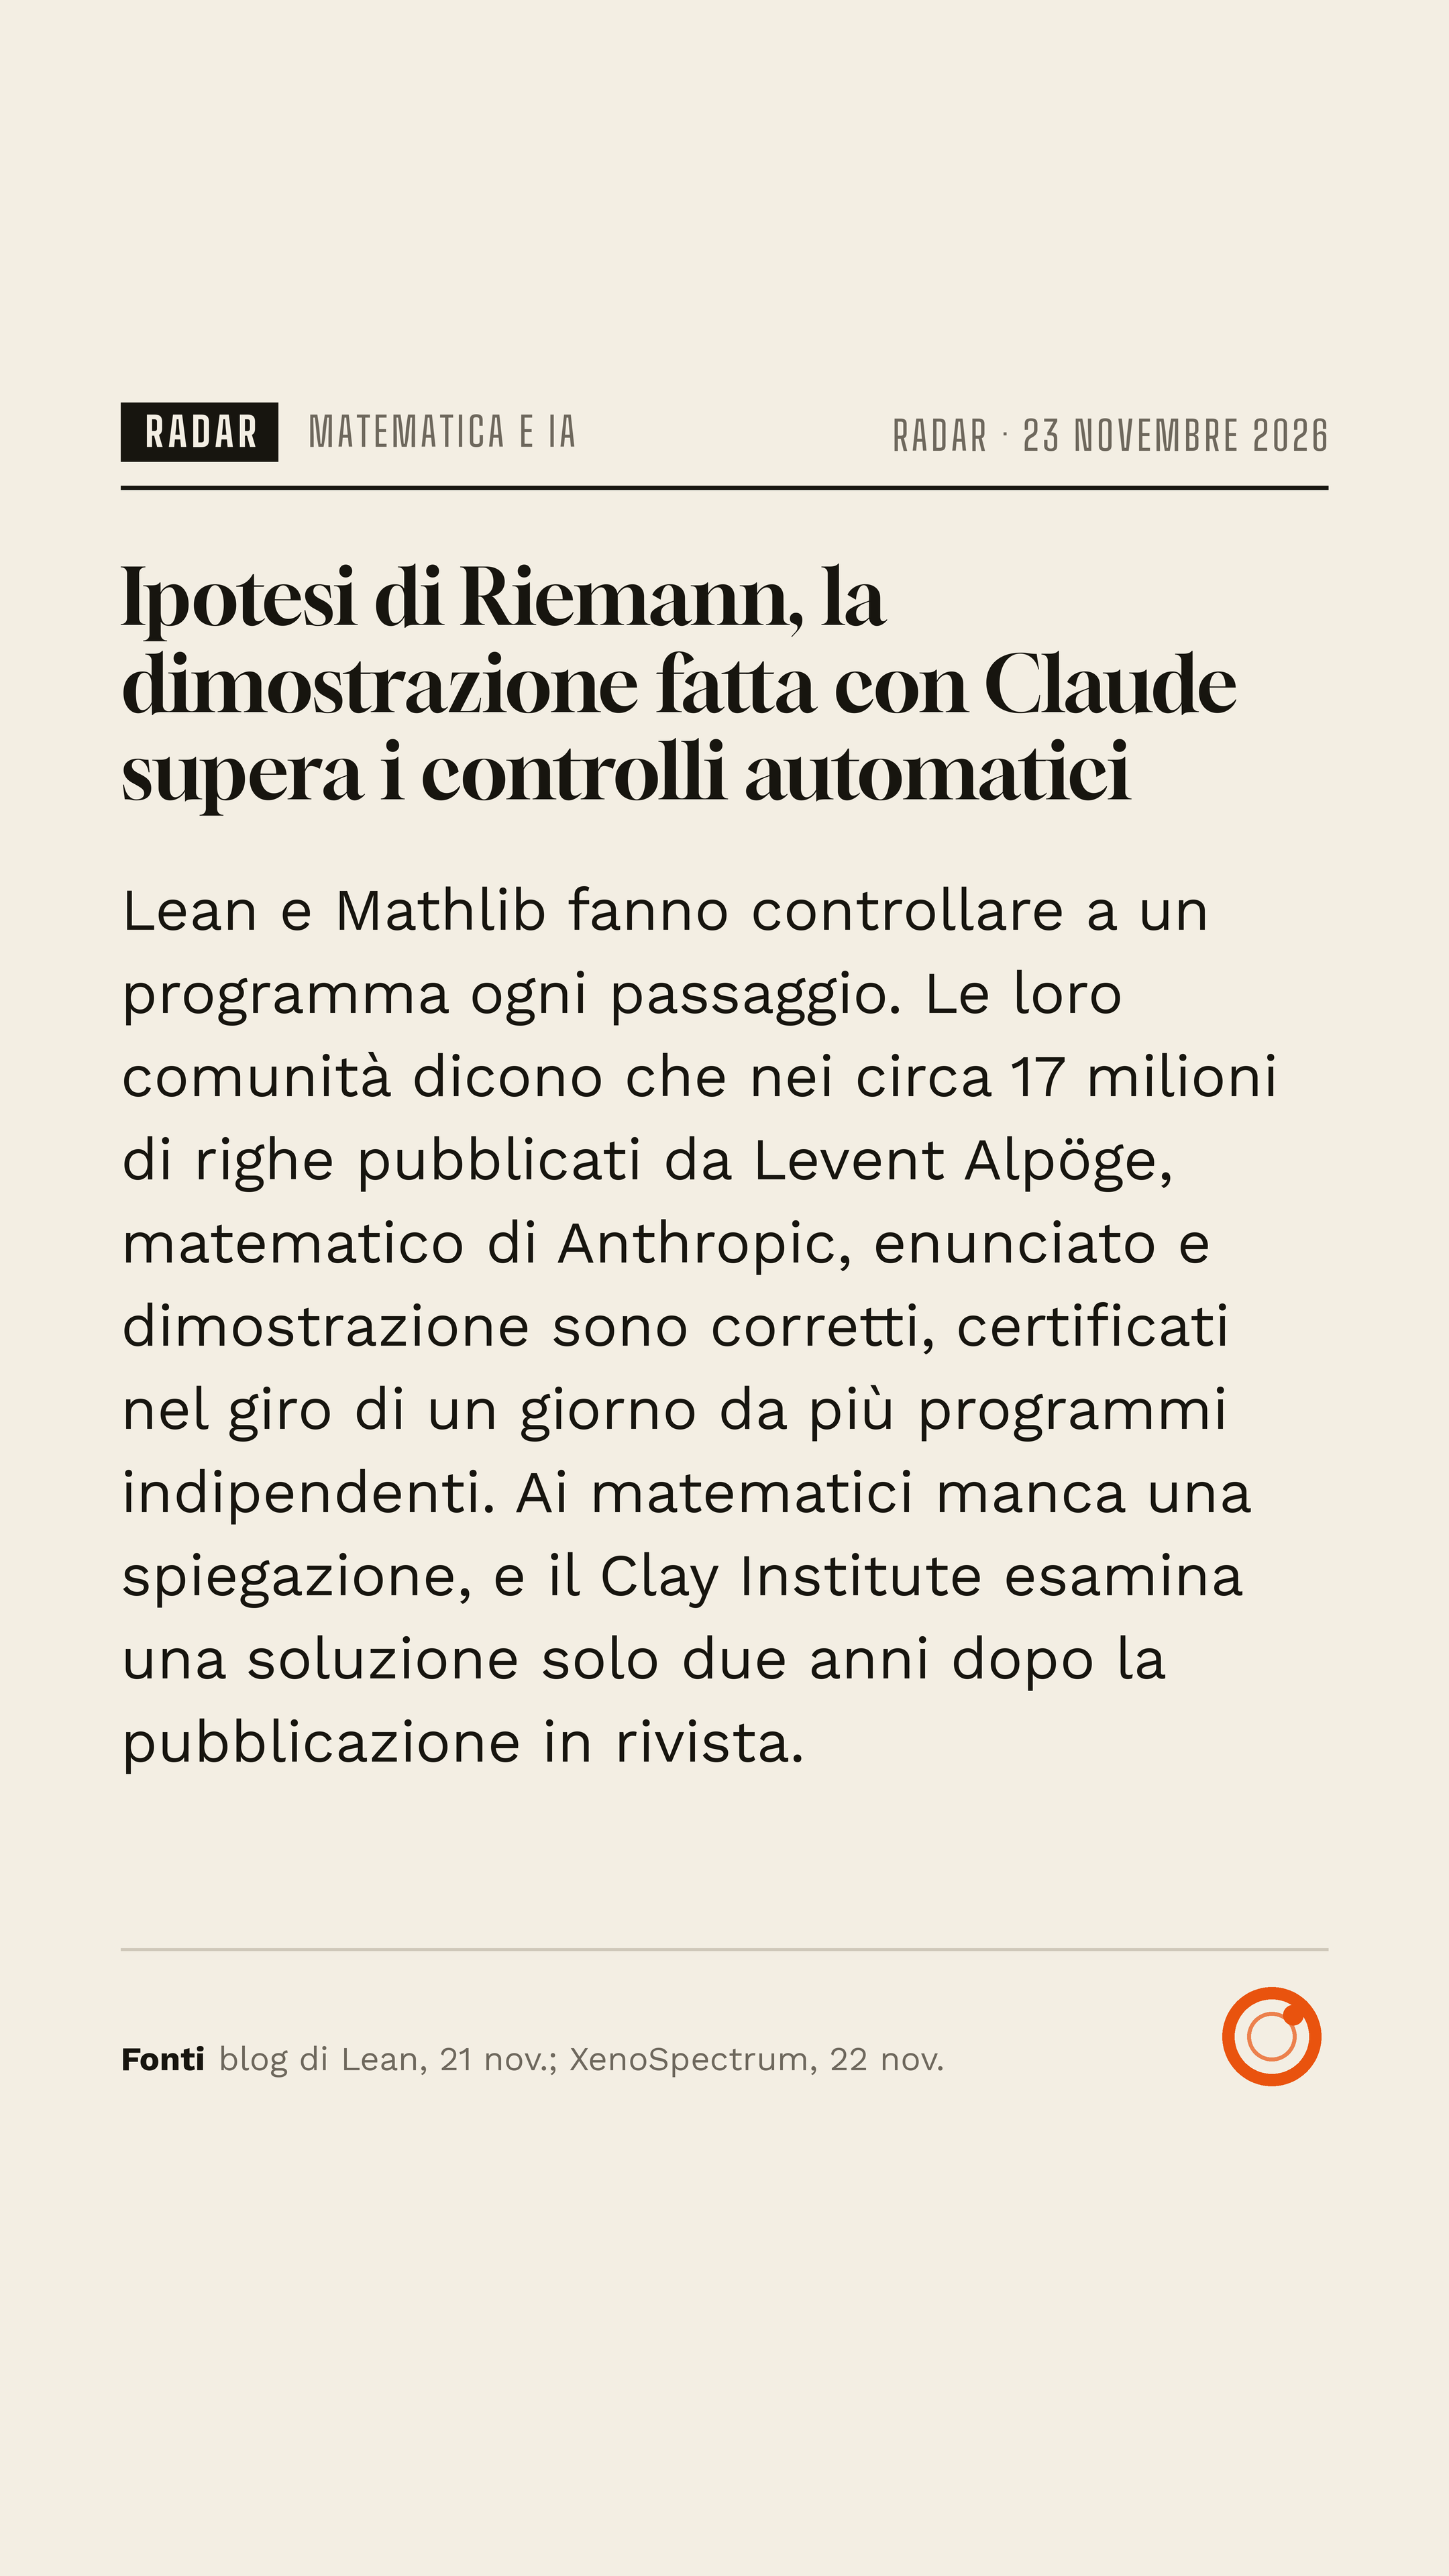 RADAR MATEMATICA E IA RADAR · 23 NOVEMBRE 2026
Ipotesi di Riemann, la
dimostrazione fatta con Claude
supera i controlli automatici
Lean e Mathlib fanno controllare a un
programma ogni passaggio. Le loro
comunità dicono che nei circa 17 milioni
di righe pubblicati da Levent Alpöge,
matematico di Anthropic, enunciato e
dimostrazione sono corretti, certificati
nel giro di un giorno da più programmi
indipendenti. Ai matematici manca una
spiegazione, e il Clay Institute esamina
una soluzione solo due anni dopo la
pubblicazione in rivista.
Fonti blog di Lean, 21 nov.; XenoSpectrum, 22 nov.